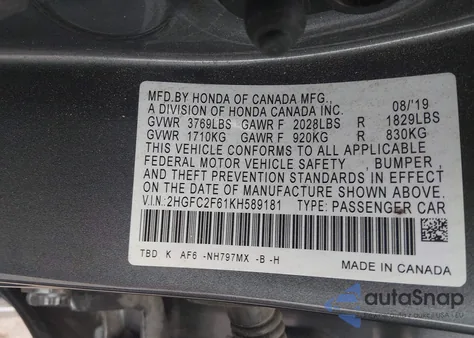 MFD.BY HONDA OF CANADA MFG.,
A DIVISION OF HONDA CANADA INC. 08/'19
GVWR 3769LBS GAWR F 2028LBS R 1829LBS
GVWR 1710KG GAWR F 920KG R 830KG
THIS VEHICLE CONFORMS TO ALL APPLICABLE
FEDERAL MOTOR VEHICLE SAFETY , BUMPER ,
AND THEFT PREVENTION STANDARDS IN EFFECT
ON THE DATE OF MANUFACTURE SHOWN ABOVE.
V.I.N.: 2HGFC2F61KH589181 TYPE: PASSENGER CAR
TBD K AF6 -NH797MX -B -H
MADE IN CANADA
autoSnap